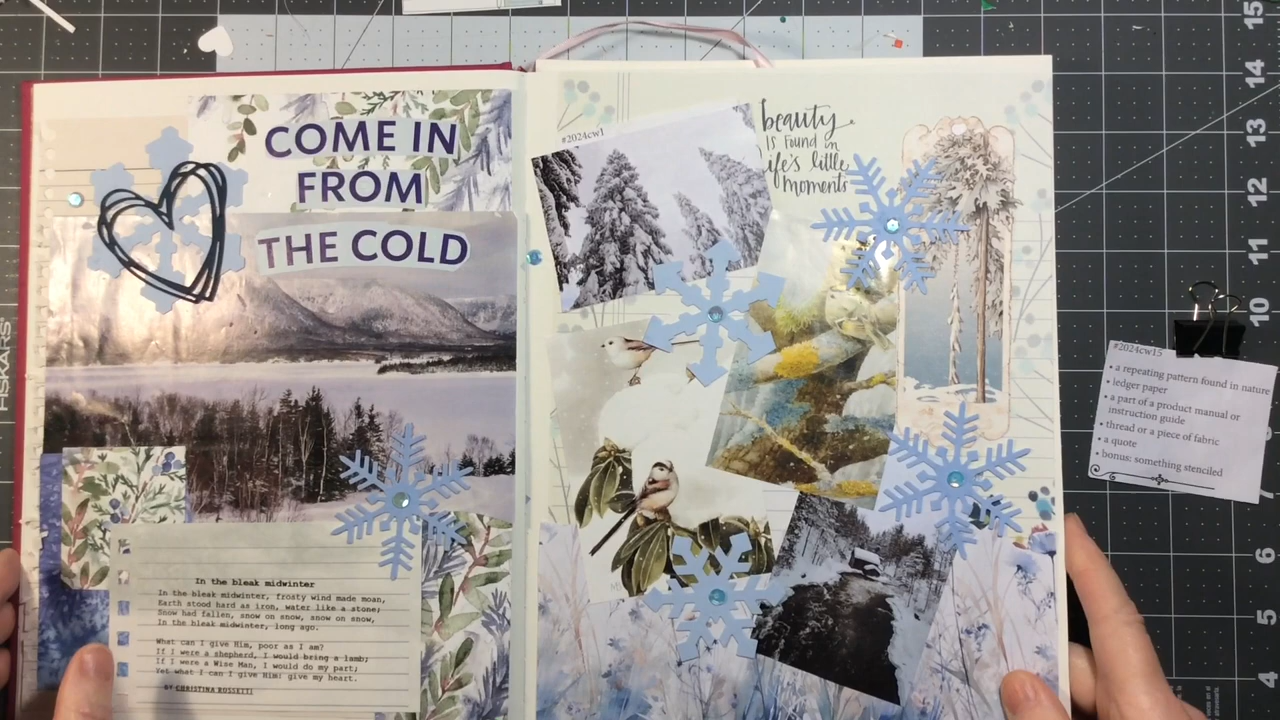 COME IN
FROM
THE COLD
In the bleak midwinter
In the bleak midwinter, frosty wind made moan,
Earth stood hard as iron, water like a stone;
Snow had fallen, snow on snow, snow on snow,
In the bleak midwinter, long ago.
What can I give Him, poor as I am?
If I were a shepherd, I would bring a lamb;
If I were a Wise Man, I would do my part;
Yet what I can I give Him: give my heart.
BY CHRISTINA ROSSETTI
#2024cw1
beauty
IS Found in
life's little
moments
#2024cw15
• a repeating pattern found in nature
• ledger paper
• a part of a product manual or
instruction guide
• thread or a piece of fabric
• a quote
• bonus: something stenciled
FISKARS
15
14
13
12
11
10
7
6
5
4